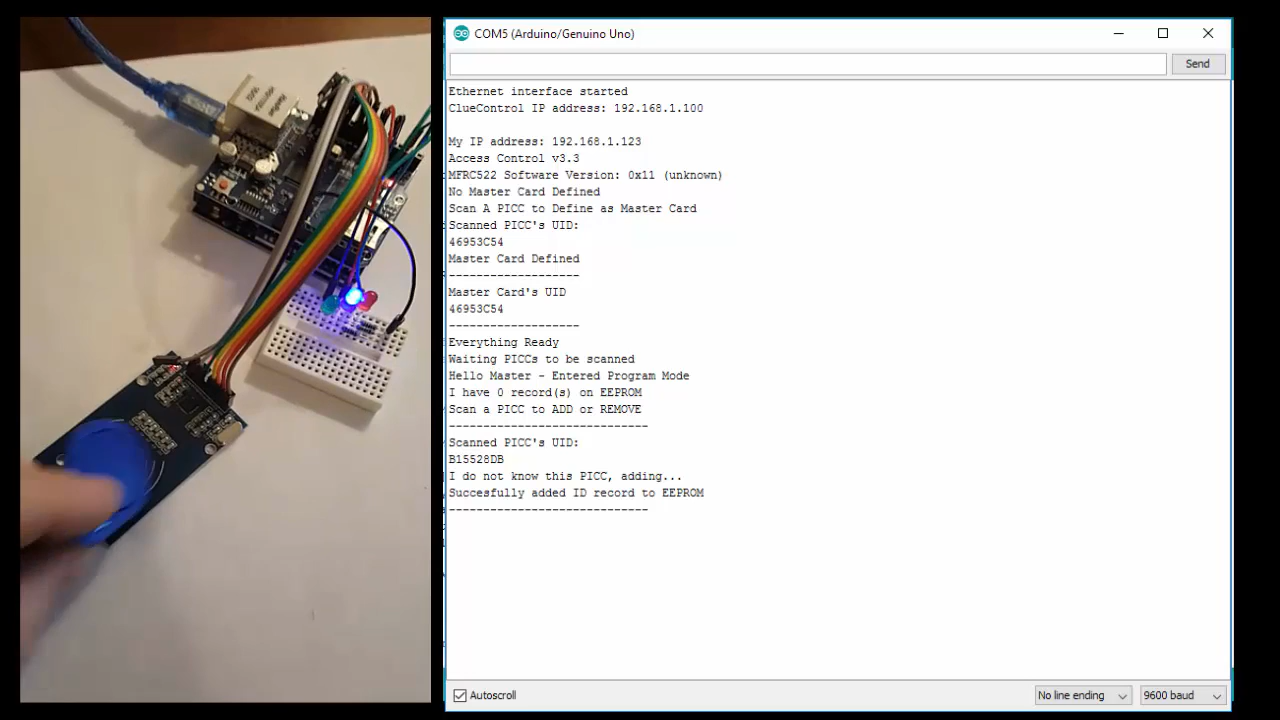 COM5 (Arduino/Genuino Uno)
Send
Ethernet interface started
ClueControl IP address: 192.168.1.100
My IP address: 192.168.1.123
Access Control v3.3
MFRC522 Software Version: 0x11 (unknown)
No Master Card Defined
Scan A PICC to Define as Master Card
Scanned PICC's UID:
46953C54
Master Card Defined
-------------------
Master Card's UID
46953C54
-------------------
Everything Ready
Waiting PICCs to be scanned
Hello Master - Entered Program Mode
I have 0 record(s) on EEPROM
Scan a PICC to ADD or REMOVE
-----------------------------
Scanned PICC's UID:
B15528DB
I do not know this PICC, adding...
Succesfully added ID record to EEPROM
-----------------------------
Autoscroll
No line ending
9600 baud